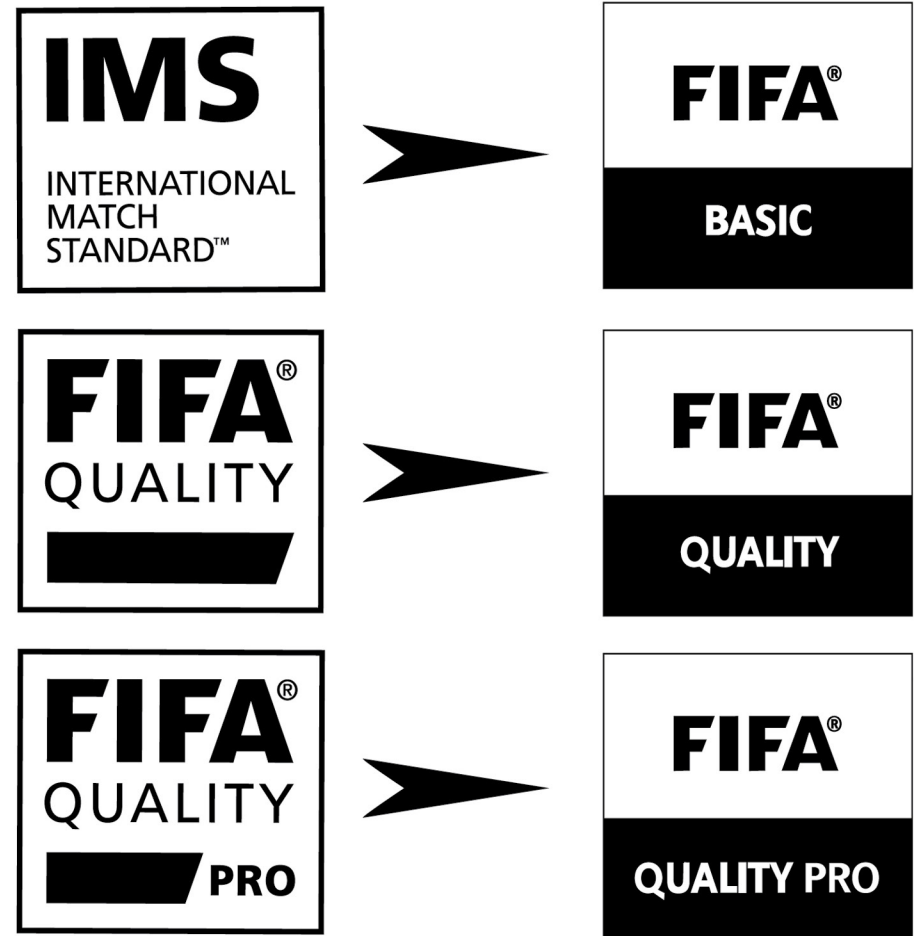 IMS
INTERNATIONAL
MATCH
STANDARD™
FIFA®
BASIC
FIFA®
QUALITY
FIFA®
QUALITY
FIFA®
QUALITY
PRO
FIFA®
QUALITY PRO